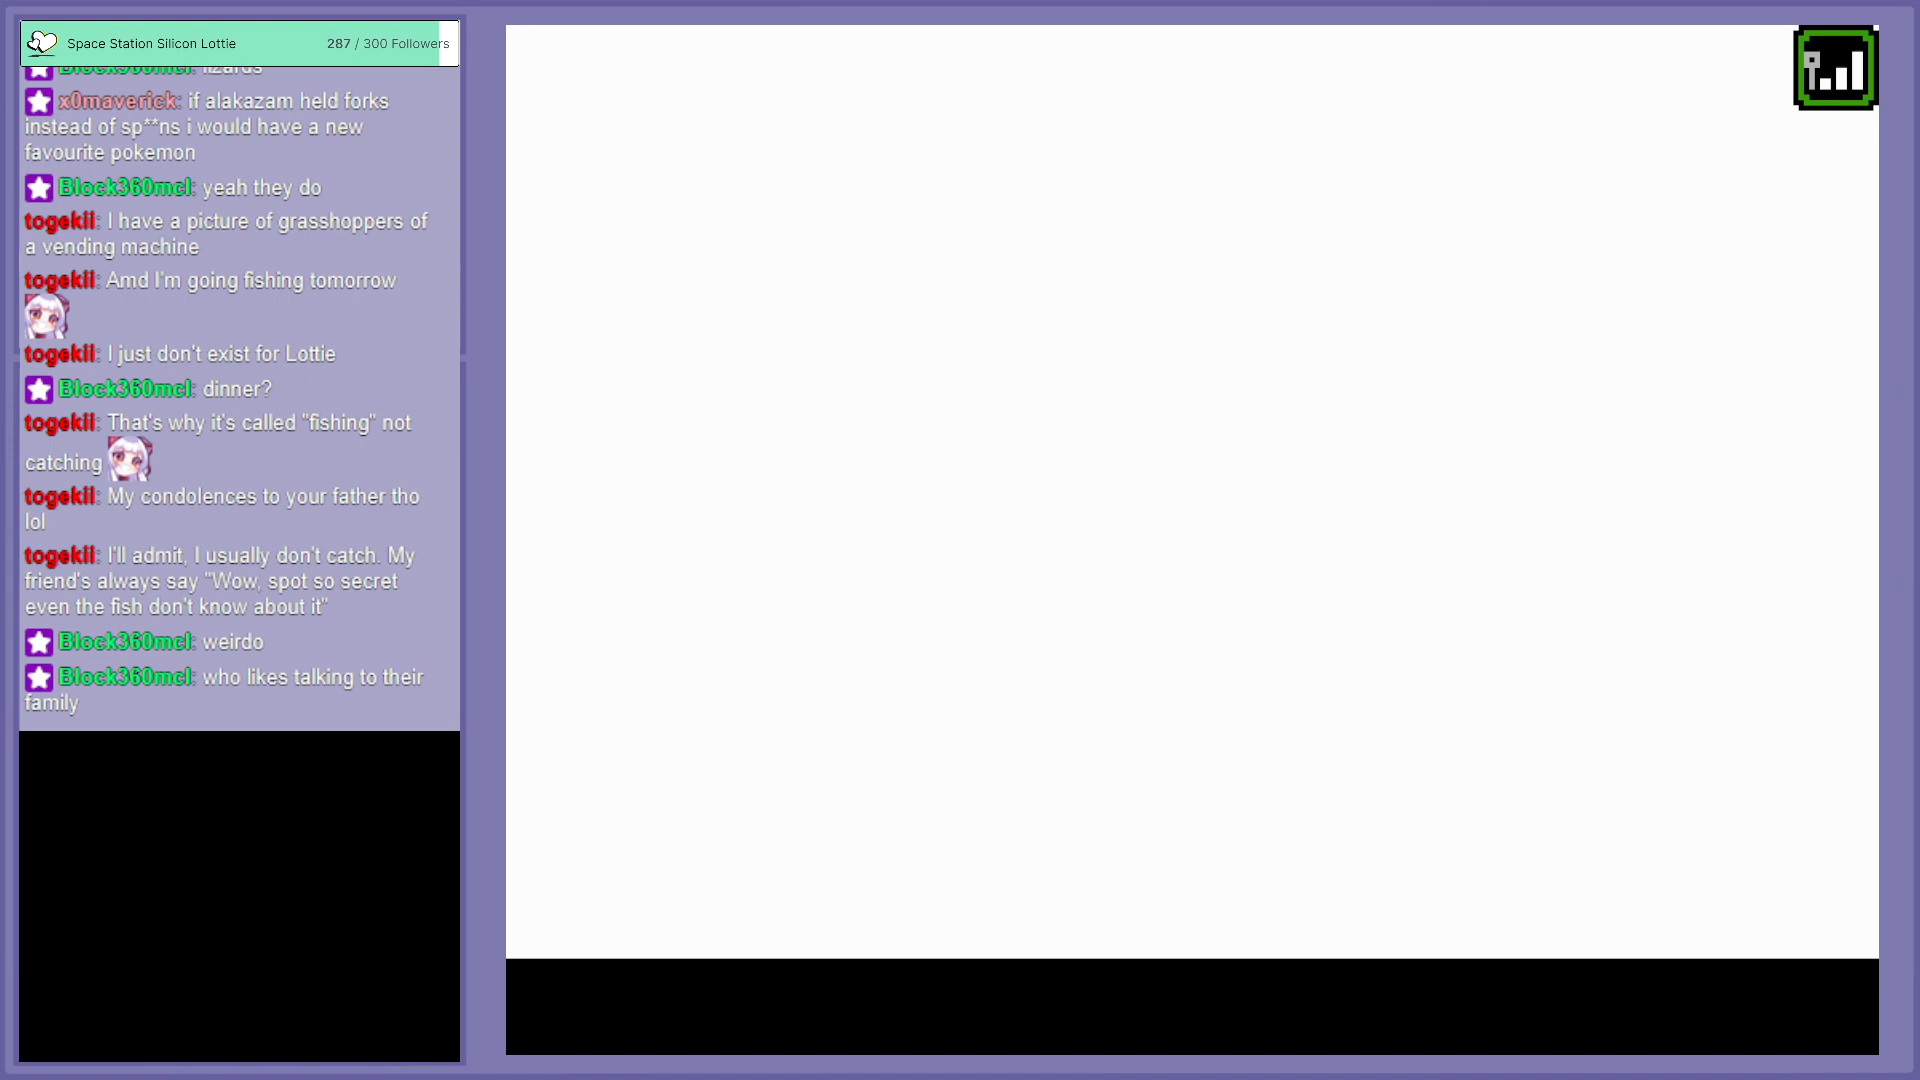 Space Station Silicon Lottie 287 / 300 Followers
Block360mcl: lizards
x0maverick: if alakazam held forks
instead of sp**ns i would have a new
favourite pokemon
Block360mcl: yeah they do
togekii: I have a picture of grasshoppers of
a vending machine
togekii: Amd I'm going fishing tomorrow
togekii: I just don't exist for Lottie
Block360mcl: dinner?
togekii: That's why it's called "fishing" not
catching
togekii: My condolences to your father tho
lol
togekii: I'll admit, I usually don't catch. My
friend's always say "Wow, spot so secret
even the fish don't know about it"
Block360mcl: weirdo
Block360mcl: who likes talking to their
family